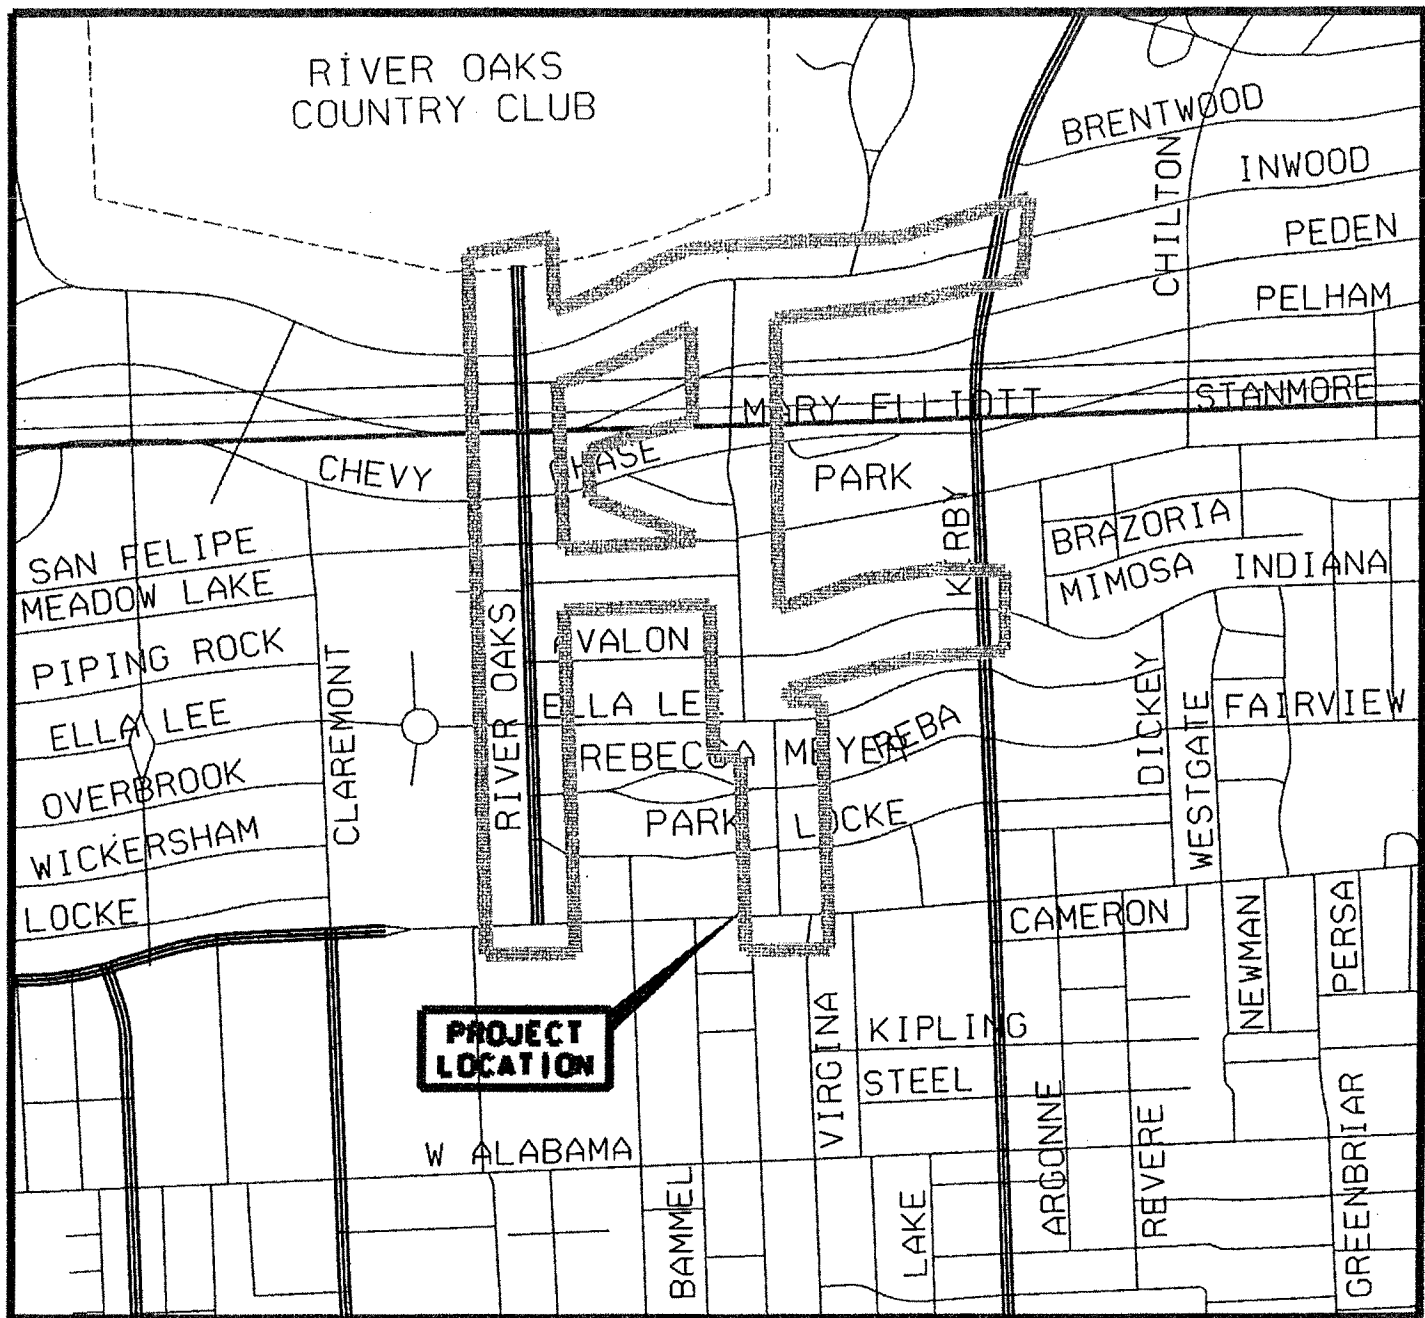 RIVER OAKS
COUNTRY CLUB
BRENTWOOD
CHILTON
INWOOD
PEDEN
PELHAM
MARY ELLIOTT
STANMORE
CHEVY CHASE
PARK
KIRBY
BRAZORIA
MIMOSA
INDIANA
SAN FELIPE
MEADOW LAKE
PIPING ROCK
ELLA LEE
OVERBROOK
WICKERSHAM
LOCKE
CLAREMONT
RIVER OAKS
AVALON
ELLA LEE
REBECCA MEYER
REBA
PARK
LOCKE
DICKEY
WESTGATE
FAIRVIEW
CAMERON
NEWMAN
PERSA
PROJECT
LOCATION
VIRGINA
KIPLING
STEEL
W ALABAMA
BAMMEL
LAKE
ARGONNE
REVERE
GREENBRIAR